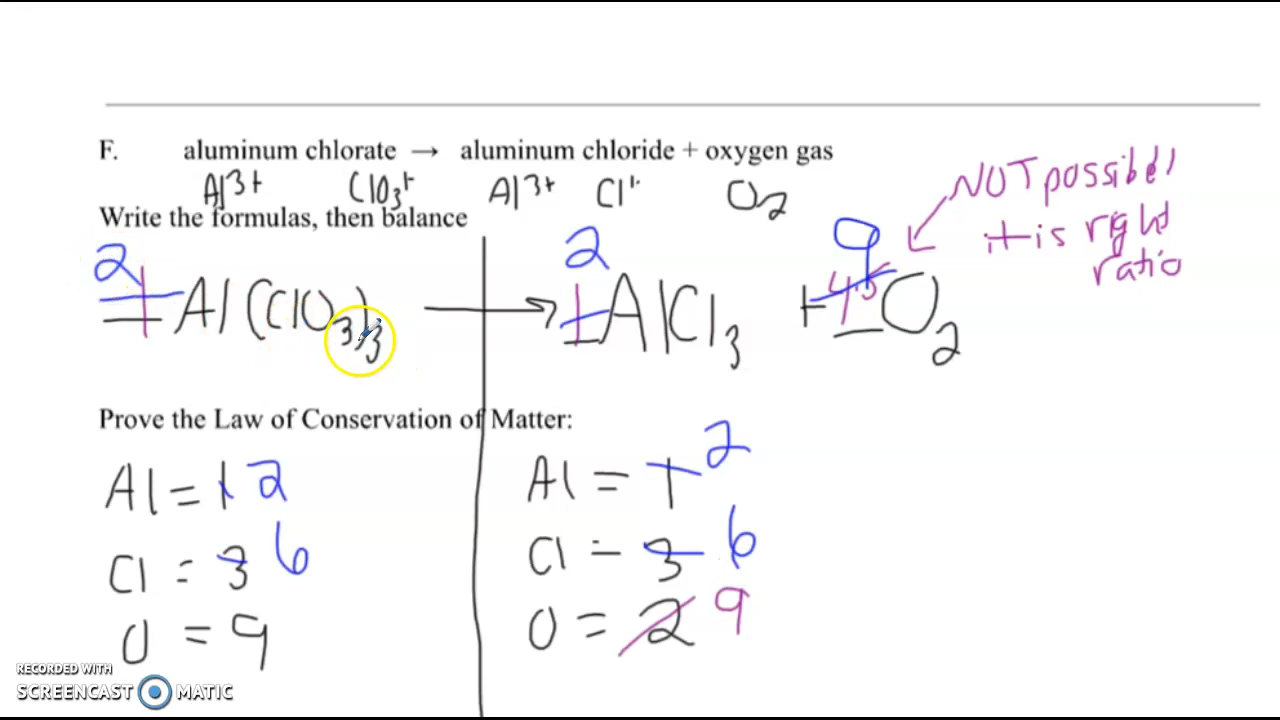 F. aluminum chlorate → aluminum chloride + oxygen gas
Al3+ ClO3+ Al3+ Cl1- O2
Write the formulas, then balance
NOT possible
it is right
ratio
2 2 9
1 Al(ClO3)3 → 1 AlCl3 + 4.5 O2
Prove the Law of Conservation of Matter:
Al = 1 2 Al = 1 2
Cl = 3 6 Cl = 3 6
O = 9 O = 2 9
RECORDED WITH
SCREENCAST MATIC